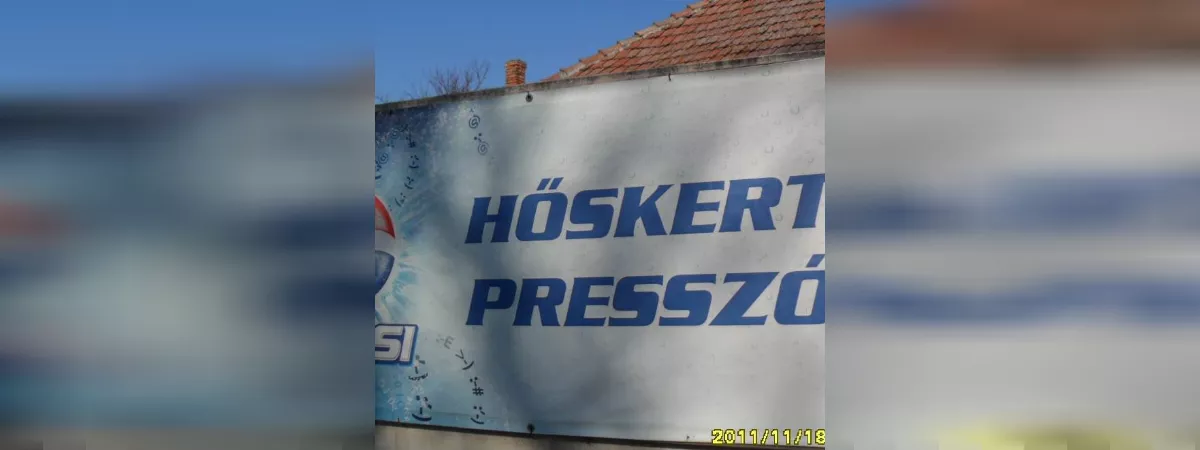 HŐSKERT
PRESSZÓ
SI
2011/11/18